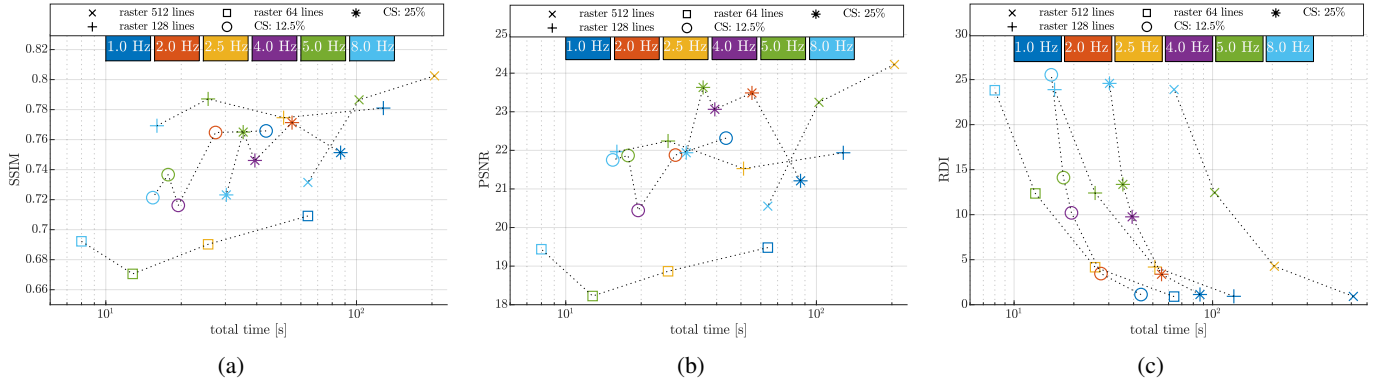 raster 512 lines raster 64 lines CS: 25%
raster 128 lines CS: 12.5%
1.0 Hz 2.0 Hz 2.5 Hz 4.0 Hz 5.0 Hz 8.0 Hz
SSIM
0.82
0.8
0.78
0.76
0.74
0.72
0.7
0.68
0.66
10¹ 10²
total time [s]
(a)
raster 512 lines raster 64 lines CS: 25%
raster 128 lines CS: 12.5%
1.0 Hz 2.0 Hz 2.5 Hz 4.0 Hz 5.0 Hz 8.0 Hz
PSNR
25
24
23
22
21
20
19
18
17
10¹ 10²
total time [s]
(b)
raster 512 lines raster 64 lines CS: 25%
raster 128 lines CS: 12.5%
1.0 Hz 2.0 Hz 2.5 Hz 4.0 Hz 5.0 Hz 8.0 Hz
RDI
30
25
20
15
10
5
0
10¹ 10²
total time [s]
(c)